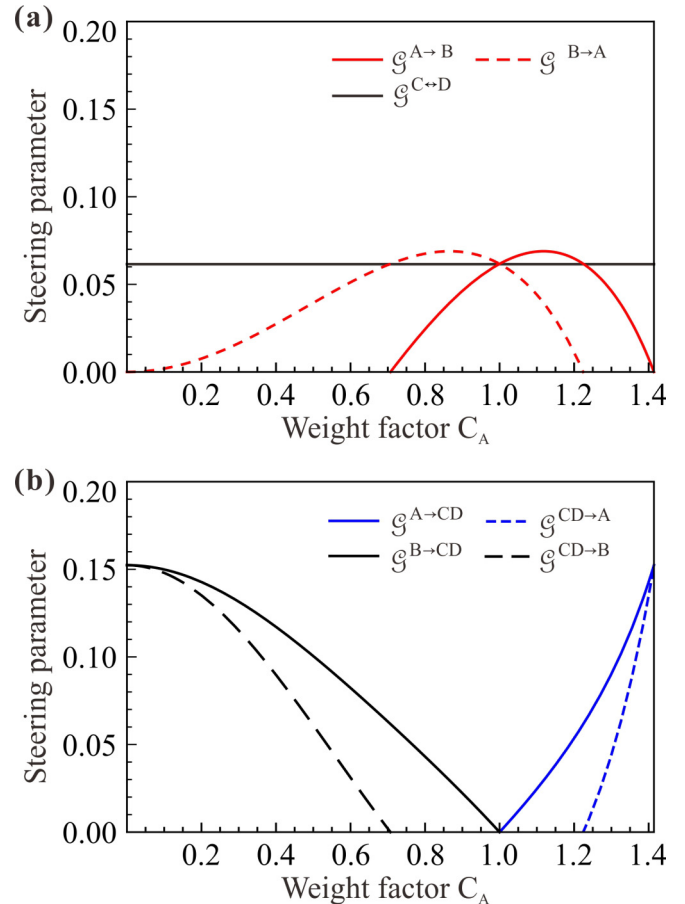 (a)
0.20
𝒢 A→B 𝒢 B→A
𝒢 C↔D
0.15
0.10
0.05
0.00
Steering parameter
0.2 0.4 0.6 0.8 1.0 1.2 1.4
Weight factor C_A
(b)
0.20
𝒢 A→CD 𝒢 CD→A
𝒢 B→CD 𝒢 CD→B
0.15
0.10
0.05
0.00
Steering parameter
0.2 0.4 0.6 0.8 1.0 1.2 1.4
Weight factor C_A